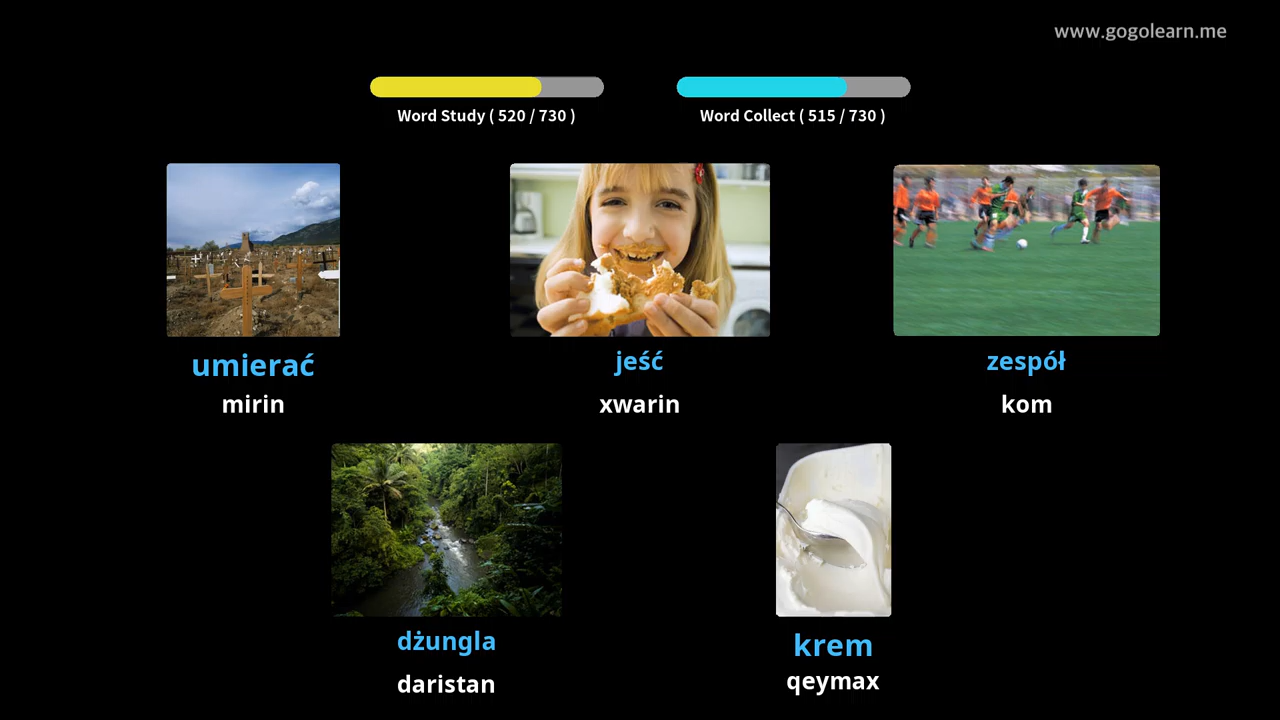 www.gogolearn.me
Word Study ( 520 / 730 )
Word Collect ( 515 / 730 )
umierać
mirin
jeść
xwarin
zespół
kom
dżungla
daristan
krem
qeymax